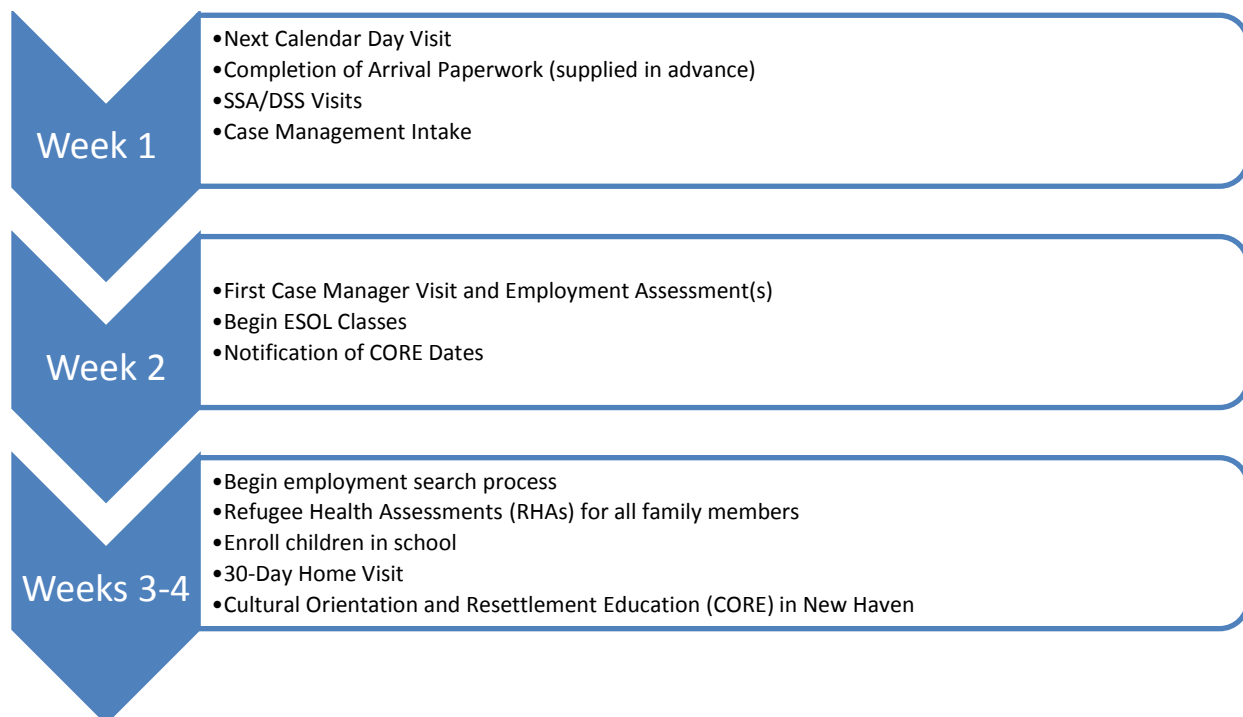 Week 1
•Next Calendar Day Visit
•Completion of Arrival Paperwork (supplied in advance)
•SSA/DSS Visits
•Case Management Intake
Week 2
•First Case Manager Visit and Employment Assessment(s)
•Begin ESOL Classes
•Notification of CORE Dates
Weeks 3-4
•Begin employment search process
•Refugee Health Assessments (RHAs) for all family members
•Enroll children in school
•30-Day Home Visit
•Cultural Orientation and Resettlement Education (CORE) in New Haven